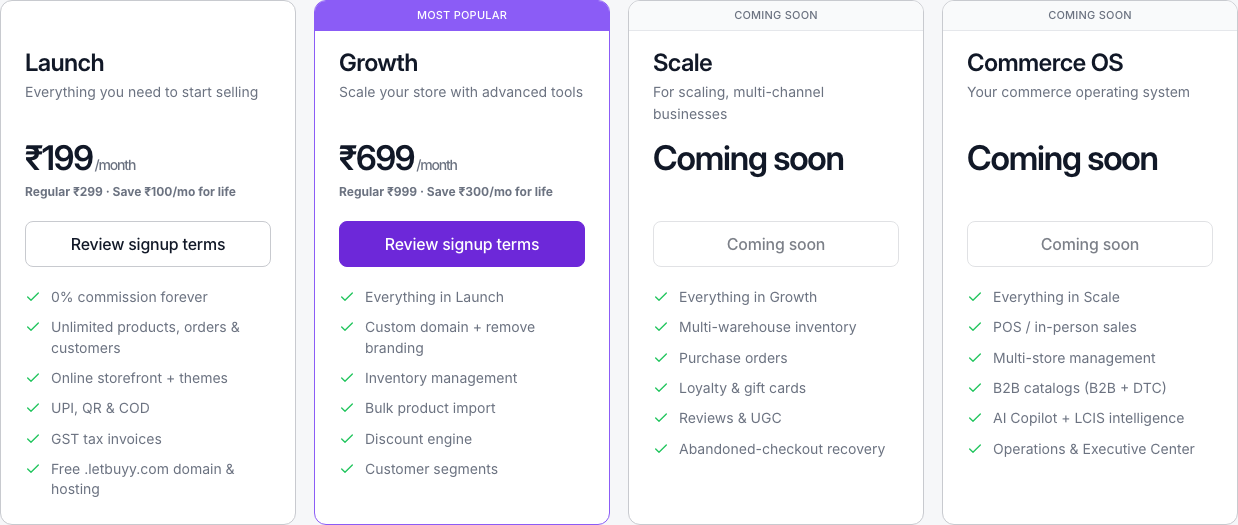 Launch
Everything you need to start selling
₹199 /month
Regular ₹299 · Save ₹100/mo for life
Review signup terms
0% commission forever
Unlimited products, orders &
customers
Online storefront + themes
UPI, QR & COD
GST tax invoices
Free .letbuyy.com domain &
hosting
MOST POPULAR
Growth
Scale your store with advanced tools
₹699 /month
Regular ₹999 · Save ₹300/mo for life
Review signup terms
Everything in Launch
Custom domain + remove
branding
Inventory management
Bulk product import
Discount engine
Customer segments
COMING SOON
Scale
For scaling, multi-channel
businesses
Coming soon
Coming soon
Everything in Growth
Multi-warehouse inventory
Purchase orders
Loyalty & gift cards
Reviews & UGC
Abandoned-checkout recovery
COMING SOON
Commerce OS
Your commerce operating system
Coming soon
Coming soon
Everything in Scale
POS / in-person sales
Multi-store management
B2B catalogs (B2B + DTC)
AI Copilot + LCIS intelligence
Operations & Executive Center